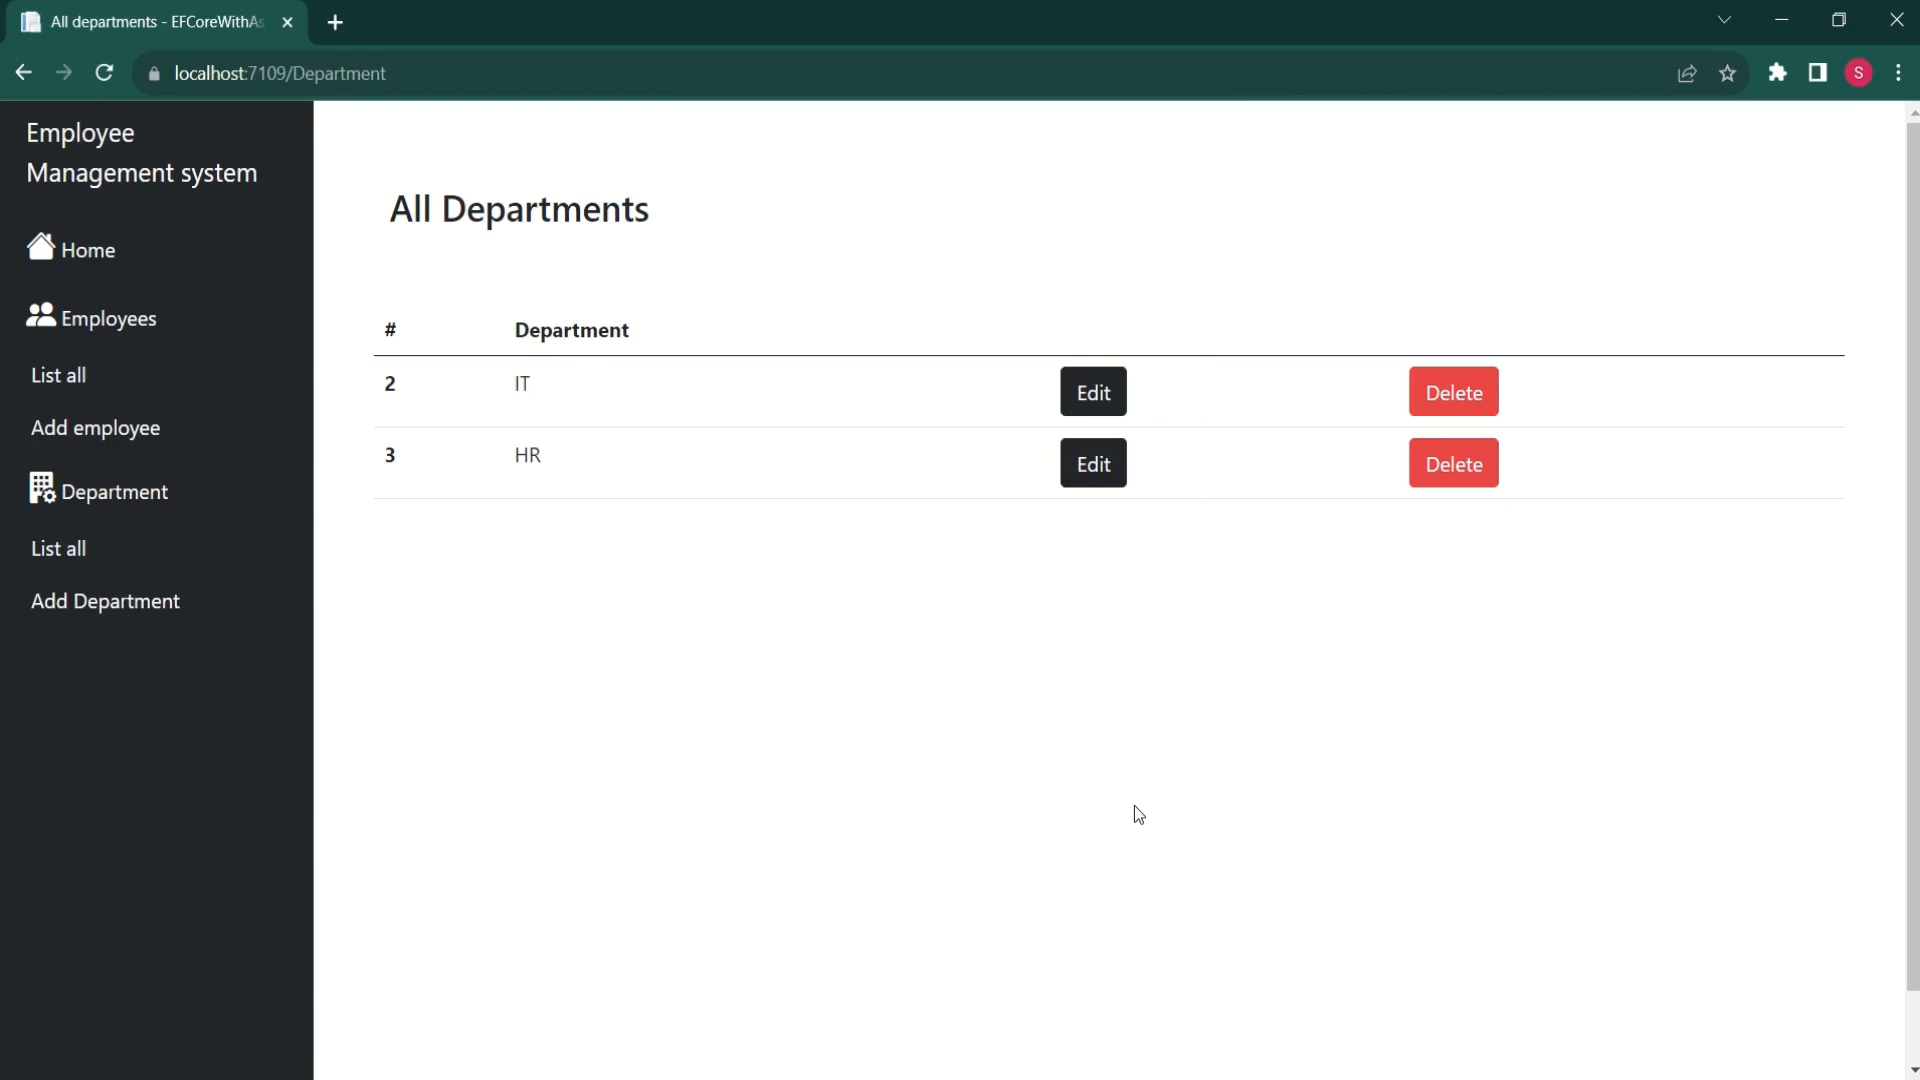 All departments - EFCoreWithAs
localhost:7109/Department
S
Employee
Management system
Home
Employees
List all
Add employee
Department
List all
Add Department
All Departments
# Department
2 IT Edit Delete
3 HR Edit Delete